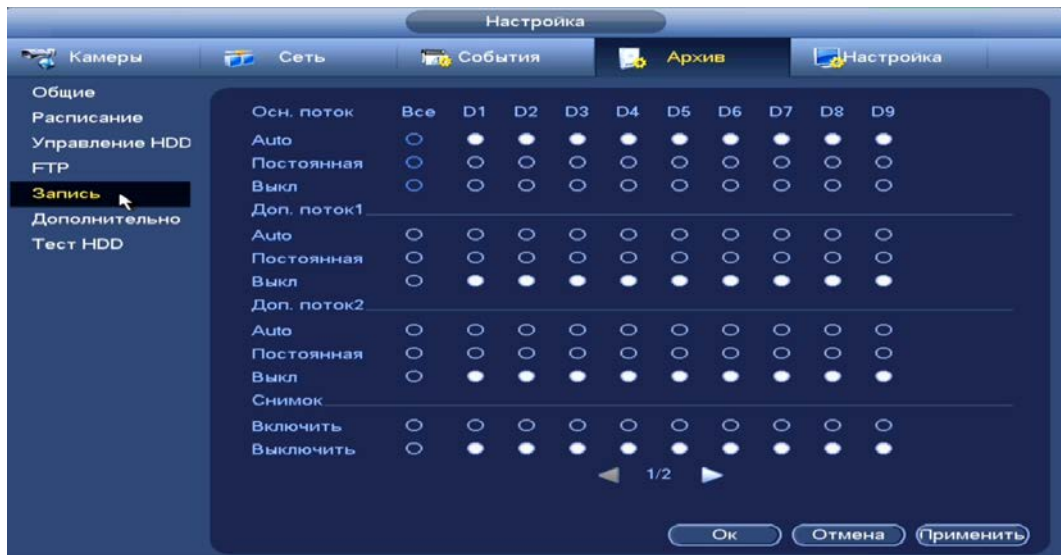 Настройка
Камеры Сеть События Архив Настройка
Общие
Расписание
Управление HDD
FTP
Запись
Дополнительно
Тест HDD
Осн. поток Все D1 D2 D3 D4 D5 D6 D7 D8 D9
Auto
Постоянная
Выкл
Доп. поток1
Auto
Постоянная
Выкл
Доп. поток2
Auto
Постоянная
Выкл
Снимок
Включить
Выключить
1/2
Ок Отмена Применить